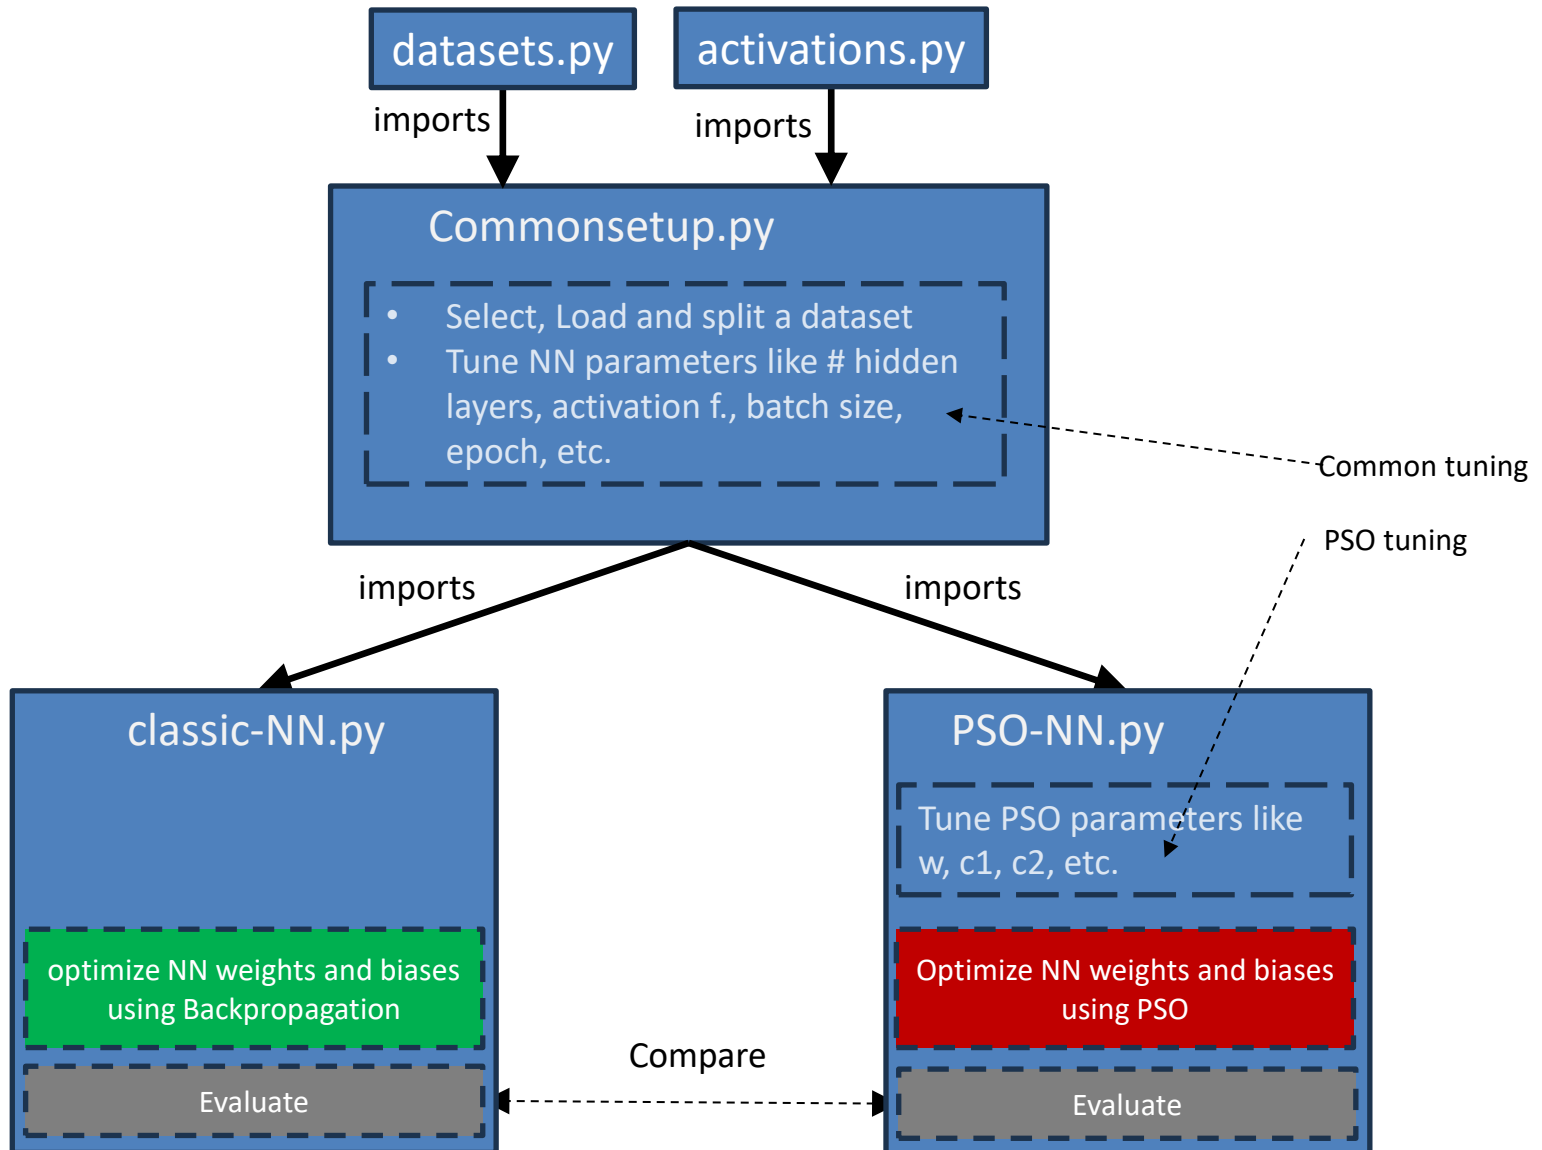 datasets.py
activations.py
imports
imports
Commonsetup.py
• Select, Load and split a dataset
• Tune NN parameters like # hidden
layers, activation f., batch size,
epoch, etc.
Common tuning
PSO tuning
imports
imports
classic-NN.py
PSO-NN.py
Tune PSO parameters like
w, c1, c2, etc.
optimize NN weights and biases
using Backpropagation
Optimize NN weights and biases
using PSO
Compare
Evaluate
Evaluate